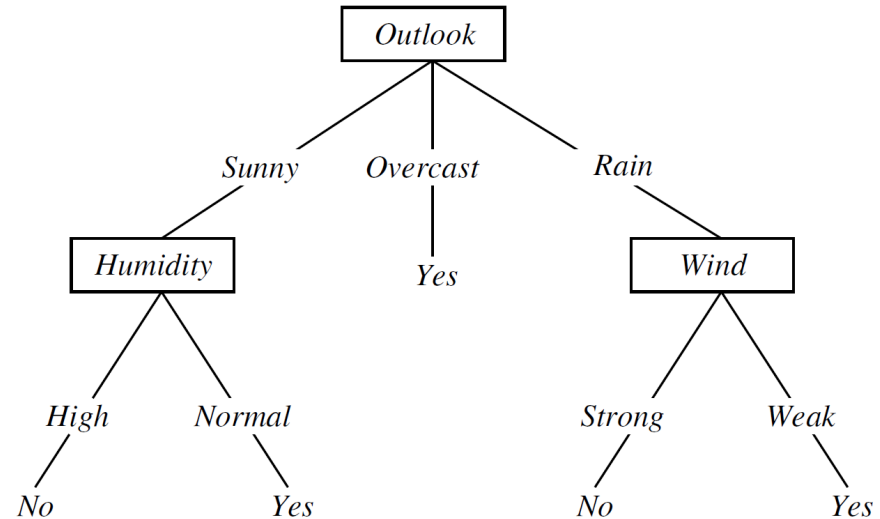 Outlook
Sunny Overcast Rain
Humidity Yes Wind
High Normal Strong Weak
No Yes No Yes